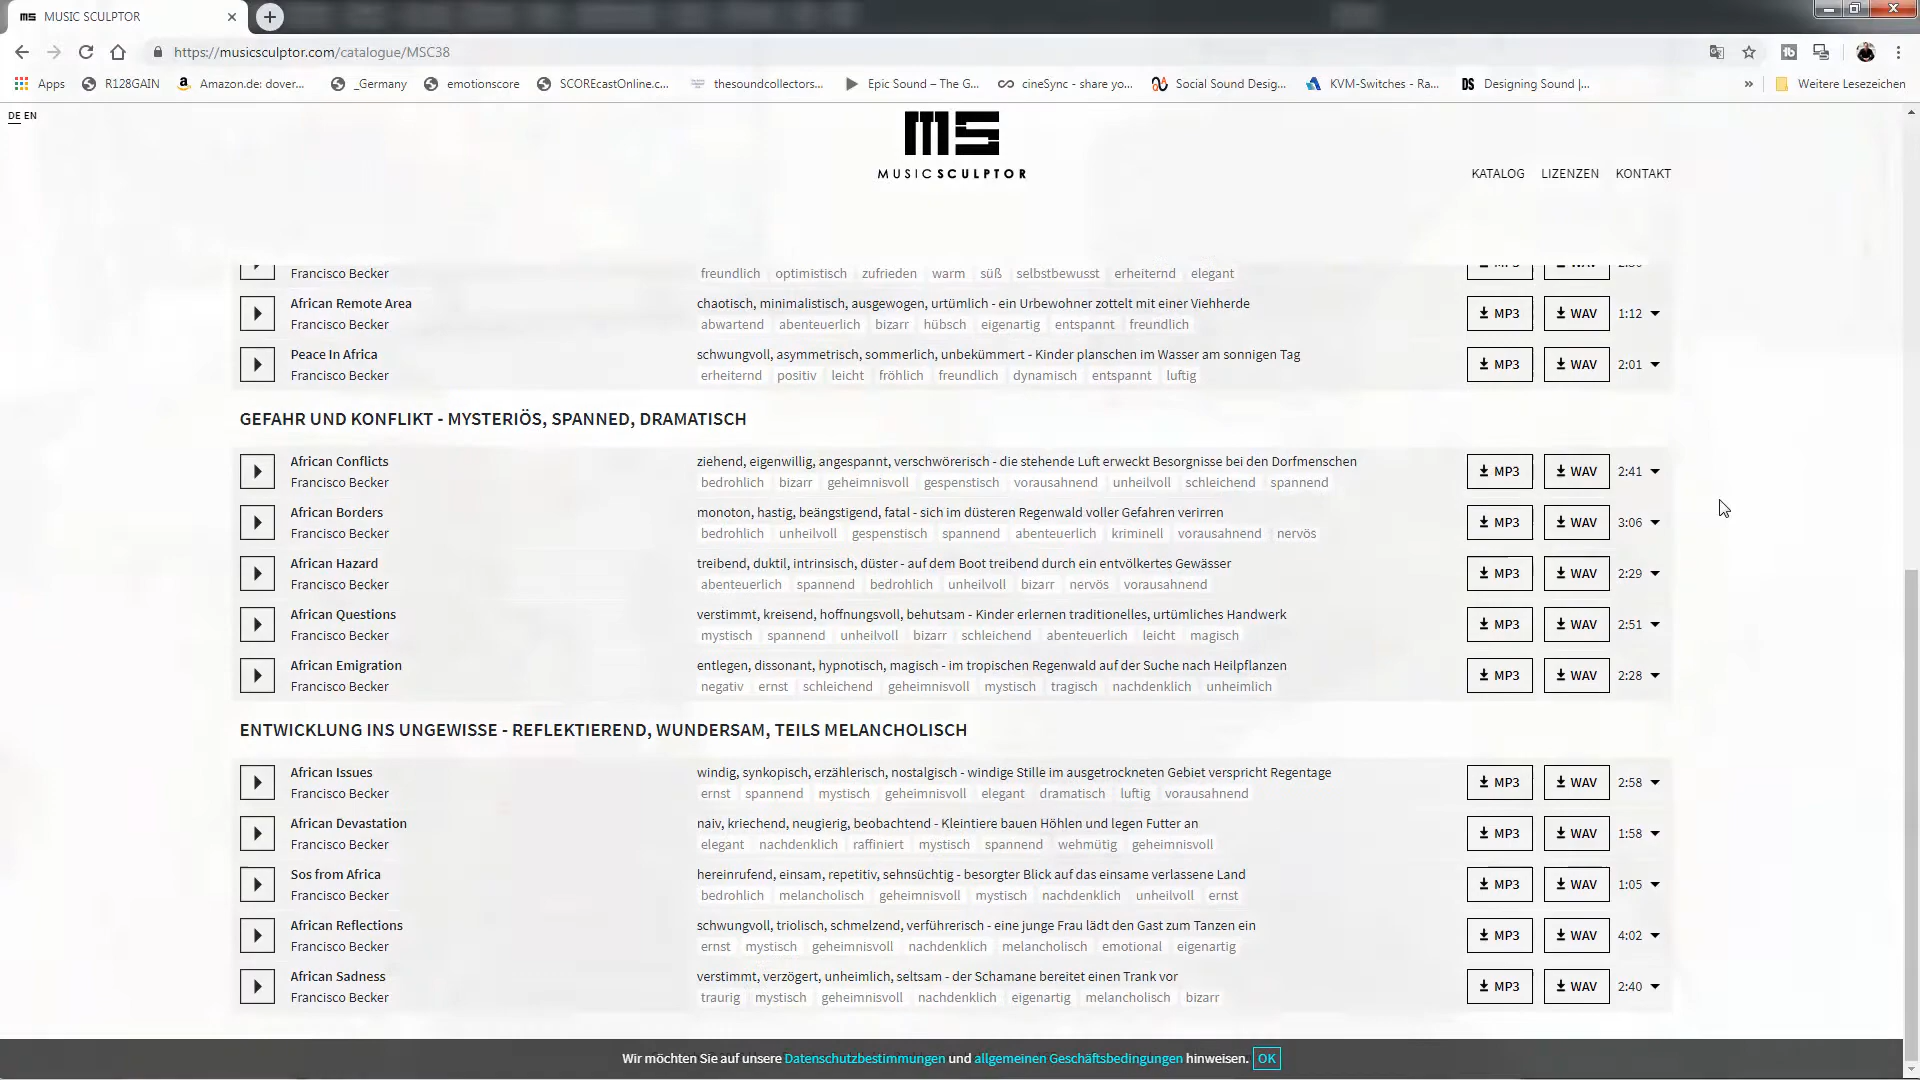 MUSIC SCULPTOR
https://musicsculptor.com/catalogue/MSC38
Apps R128GAIN Amazon.de: dover... _Germany emotionscore SCOREcastOnline.c... thesoundcollectors... Epic Sound – The G... cineSync - share yo... Social Sound Desig... KVM-Switches - Ra... DS Designing Sound |... » Weitere Lesezeichen
DE EN
MUSICSCULPTOR
KATALOG LIZENZEN KONTAKT
Francisco Becker freundlich optimistisch zufrieden warm süß selbstbewusst erheiternd elegant
African Remote Area chaotisch, minimalistisch, ausgewogen, urtümlich - ein Urbewohner zottelt mit einer Viehherde MP3 WAV 1:12
Francisco Becker abwartend abenteuerlich bizarr hübsch eigenartig entspannt freundlich
Peace In Africa schwungvoll, asymmetrisch, sommerlich, unbekümmert - Kinder planschen im Wasser am sonnigen Tag MP3 WAV 2:01
Francisco Becker erheiternd positiv leicht fröhlich freundlich dynamisch entspannt luftig
GEFAHR UND KONFLIKT - MYSTERIÖS, SPANNED, DRAMATISCH
African Conflicts ziehend, eigenwillig, angespannt, verschwörerisch - die stehende Luft erweckt Besorgnisse bei den Dorfmenschen MP3 WAV 2:41
Francisco Becker bedrohlich bizarr geheimnisvoll gespenstisch vorausahnend unheilvoll schleichend spannend
African Borders monoton, hastig, beängstigend, fatal - sich im düsteren Regenwald voller Gefahren verirren MP3 WAV 3:06
Francisco Becker bedrohlich unheilvoll gespenstisch spannend abenteuerlich kriminell vorausahnend nervös
African Hazard treibend, duktil, intrinsisch, düster - auf dem Boot treibend durch ein entvölkertes Gewässer MP3 WAV 2:29
Francisco Becker abenteuerlich spannend bedrohlich unheilvoll bizarr nervös vorausahnend
African Questions verstimmt, kreisend, hoffnungsvoll, behutsam - Kinder erlernen traditionelles, urtümliches Handwerk MP3 WAV 2:51
Francisco Becker mystisch spannend unheilvoll bizarr schleichend abenteuerlich leicht magisch
African Emigration entlegen, dissonant, hypnotisch, magisch - im tropischen Regenwald auf der Suche nach Heilpflanzen MP3 WAV 2:28
Francisco Becker negativ ernst schleichend geheimnisvoll mystisch tragisch nachdenklich unheimlich
ENTWICKLUNG INS UNGEWISSE - REFLEKTIEREND, WUNDERSAM, TEILS MELANCHOLISCH
African Issues windig, synkopisch, erzählerisch, nostalgisch - windige Stille im ausgetrockneten Gebiet verspricht Regentage MP3 WAV 2:58
Francisco Becker ernst spannend mystisch geheimnisvoll elegant dramatisch luftig vorausahnend
African Devastation naiv, kriechend, neugierig, beobachtend - Kleintiere bauen Höhlen und legen Futter an MP3 WAV 1:58
Francisco Becker elegant nachdenklich raffiniert mystisch spannend wehmütig geheimnisvoll
Sos from Africa hereinrufend, einsam, repetitiv, sehnsüchtig - besorgter Blick auf das einsame verlassene Land MP3 WAV 1:05
Francisco Becker bedrohlich melancholisch geheimnisvoll mystisch nachdenklich unheilvoll ernst
African Reflections schwungvoll, triolisch, schmelzend, verführerisch - eine junge Frau lädt den Gast zum Tanzen ein MP3 WAV 4:02
Francisco Becker ernst mystisch geheimnisvoll nachdenklich melancholisch emotional eigenartig
African Sadness verstimmt, verzögert, unheimlich, seltsam - der Schamane bereitet einen Trank vor MP3 WAV 2:40
Francisco Becker traurig mystisch geheimnisvoll nachdenklich eigenartig melancholisch bizarr
Wir möchten Sie auf unsere Datenschutzbestimmungen und allgemeinen Geschäftsbedingungen hinweisen. OK